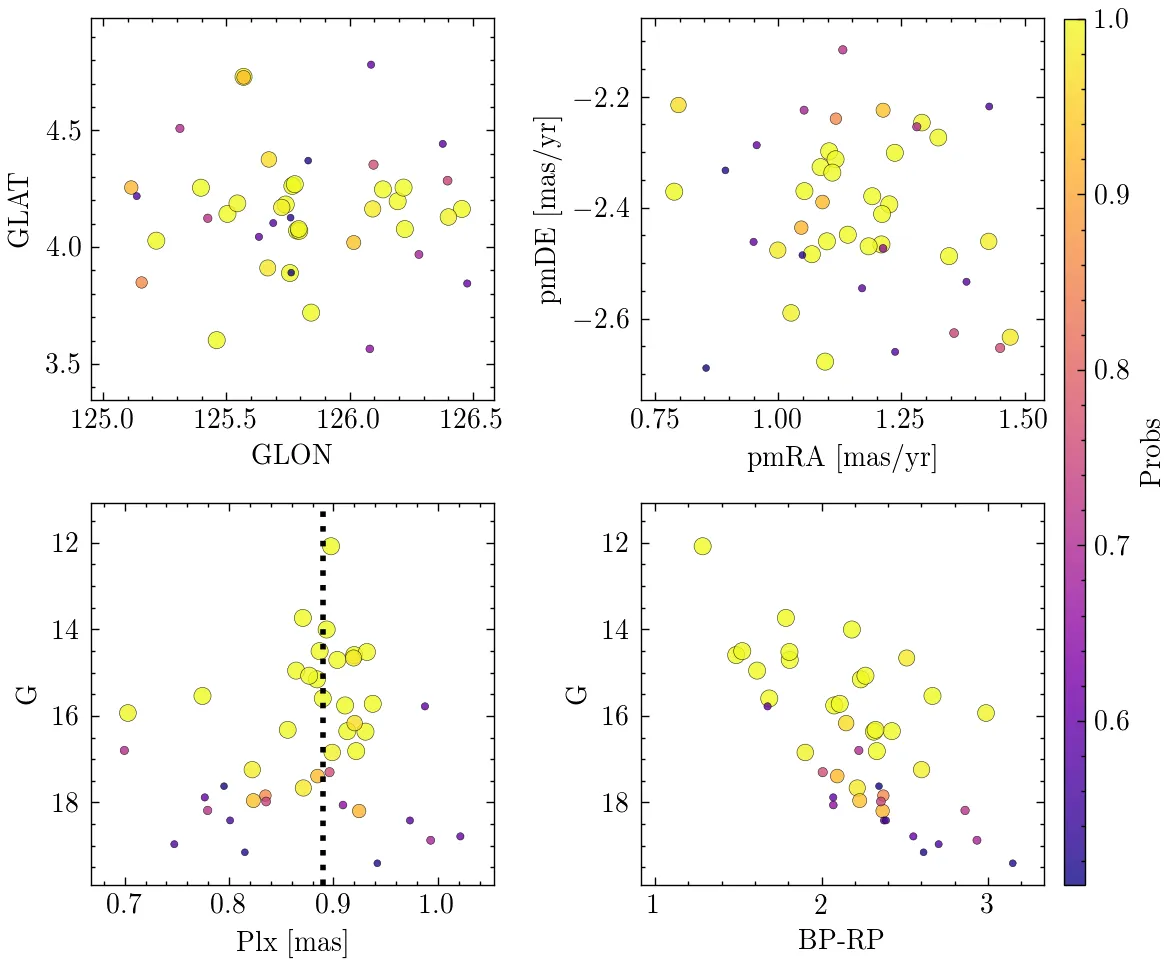 4.5
4.0
3.5
GLAT
125.0 125.5 126.0 126.5
GLON
−2.2
−2.4
−2.6
pmDE [mas/yr]
0.75 1.00 1.25 1.50
pmRA [mas/yr]
12
14
16
18
G
0.7 0.8 0.9 1.0
Plx [mas]
12
14
16
18
G
1 2 3
BP-RP
1.0
0.9
0.8
0.7
0.6
Probs